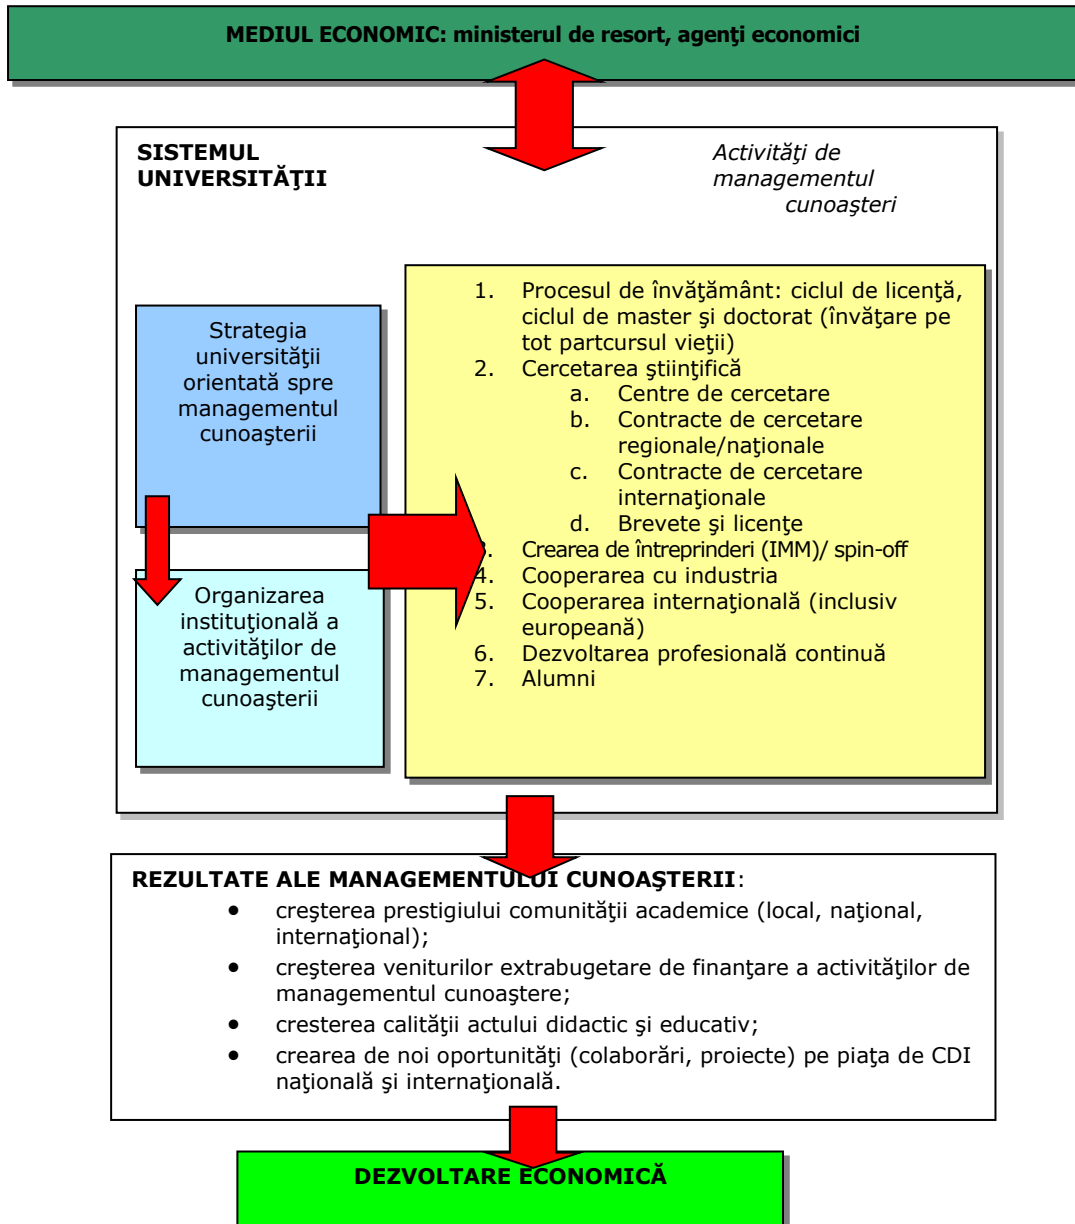 MEDIUL ECONOMIC: ministerul de resort, agenţi economici
SISTEMUL
UNIVERSITĂŢII
Activităţi de
managementul
cunoaşteri
Strategia
universităţii
orientată spre
managementul
cunoaşterii
Organizarea
instituţională a
activităţilor de
managementul
cunoaşterii
1. Procesul de învăţământ: ciclul de licenţă,
ciclul de master şi doctorat (învăţare pe
tot partcursul vieţii)
2. Cercetarea ştiinţifică
a. Centre de cercetare
b. Contracte de cercetare
regionale/naţionale
c. Contracte de cercetare
internaţionale
d. Brevete şi licenţe
3. Crearea de întreprinderi (IMM)/ spin-off
4. Cooperarea cu industria
5. Cooperarea internaţională (inclusiv
europeană)
6. Dezvoltarea profesională continuă
7. Alumni
REZULTATE ALE MANAGEMENTULUI CUNOAŞTERII:
• creşterea prestigiului comunităţii academice (local, naţional,
internaţional);
• creşterea veniturilor extrabugetare de finanţare a activităţilor de
managementul cunoaştere;
• cresterea calităţii actului didactic şi educativ;
• crearea de noi oportunităţi (colaborări, proiecte) pe piaţa de CDI
naţională şi internaţională.
DEZVOLTARE ECONOMICĂ